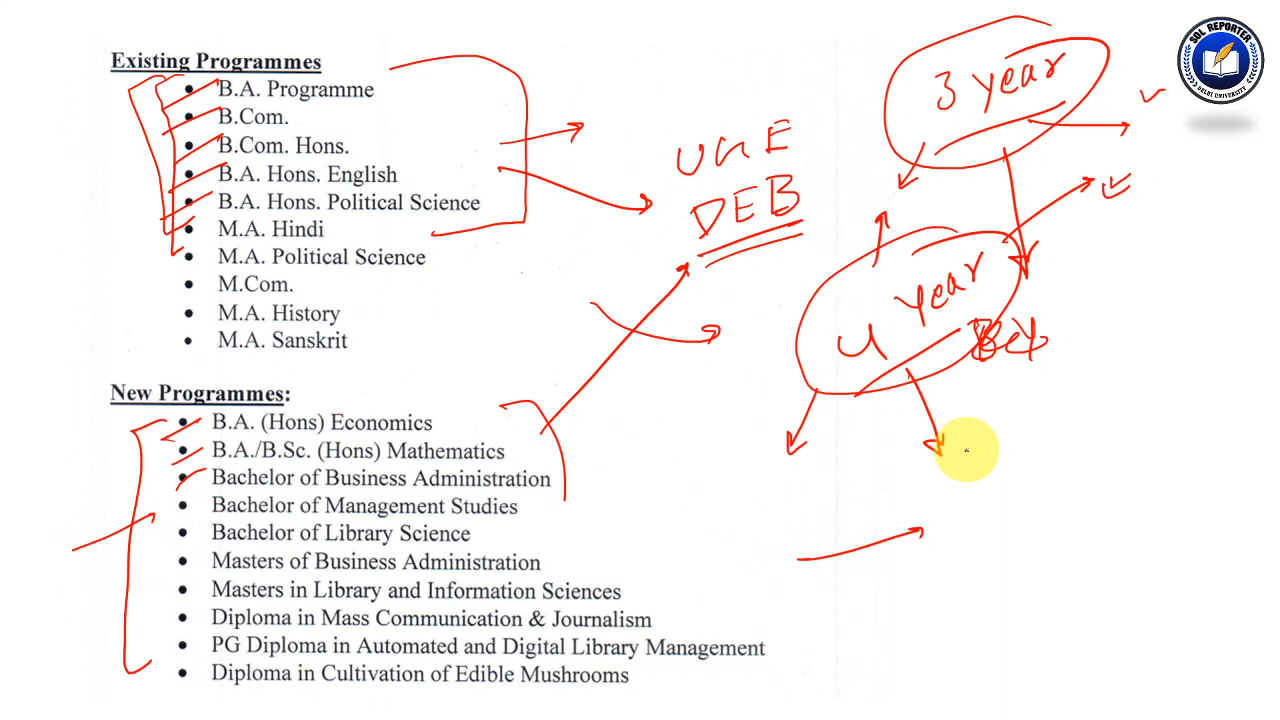 Existing Programmes
B.A. Programme
B.Com.
B.Com. Hons.
B.A. Hons. English
B.A. Hons. Political Science
M.A. Hindi
M.A. Political Science
M.Com.
M.A. History
M.A. Sanskrit
New Programmes:
B.A. (Hons) Economics
B.A./B.Sc. (Hons) Mathematics
Bachelor of Business Administration
Bachelor of Management Studies
Bachelor of Library Science
Masters of Business Administration
Masters in Library and Information Sciences
Diploma in Mass Communication & Journalism
PG Diploma in Automated and Digital Library Management
Diploma in Cultivation of Edible Mushrooms
DEB
3 year
4 year
SOL REPORTER
DELHI UNIVERSITY